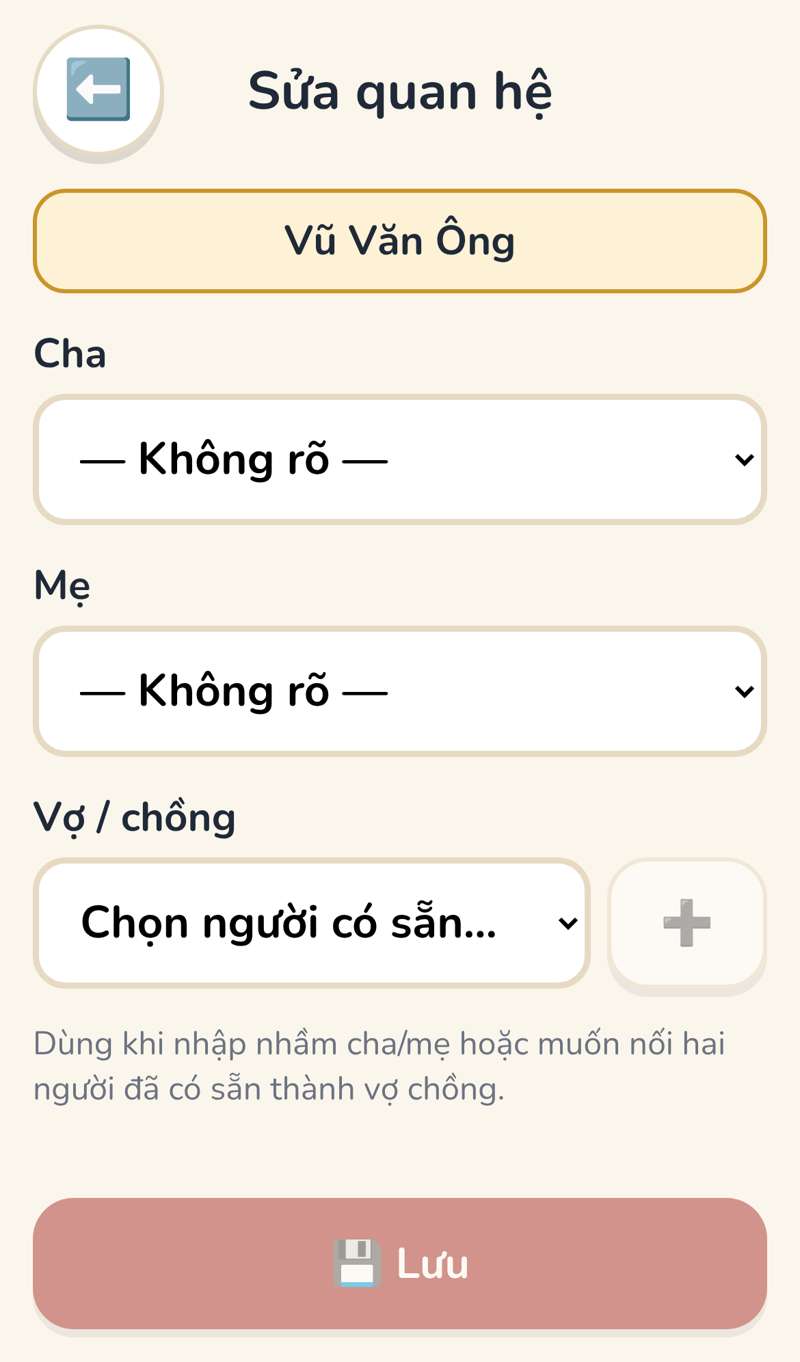 Sửa quan hệ
Vũ Văn Ông
Cha
— Không rõ —
Mẹ
— Không rõ —
Vợ / chồng
Chọn người có sẵn...
Dùng khi nhập nhầm cha/mẹ hoặc muốn nối hai
người đã có sẵn thành vợ chồng.
Lưu